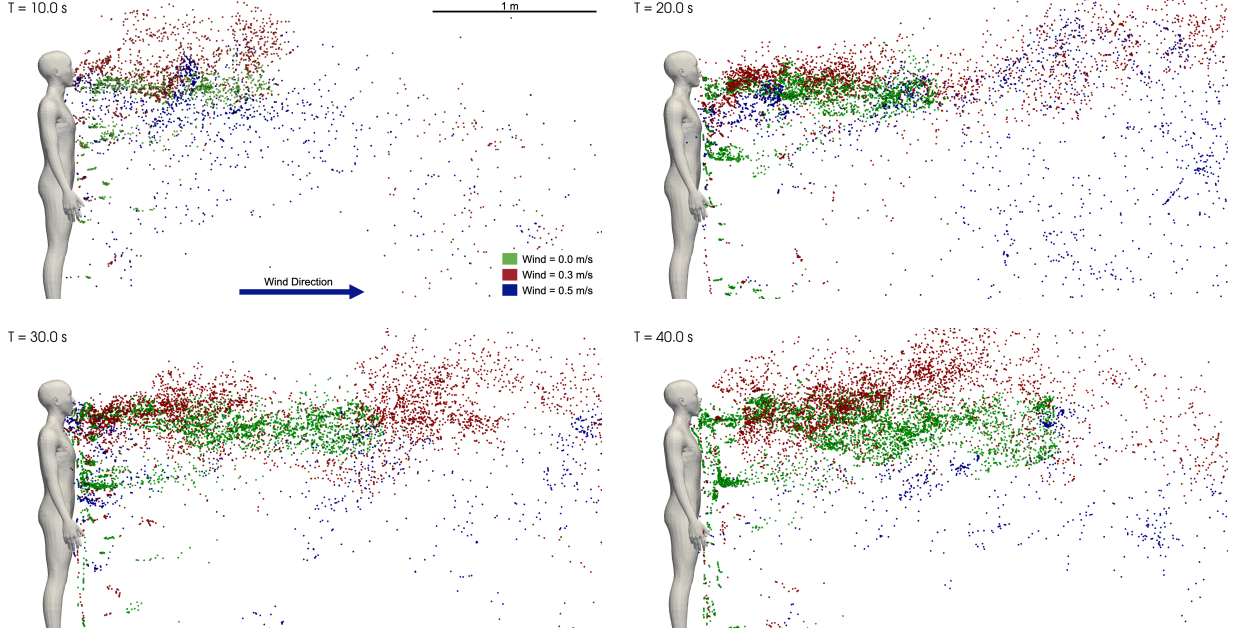 T = 10.0 s
1 m
T = 20.0 s
Wind = 0.0 m/s
Wind = 0.3 m/s
Wind = 0.5 m/s
Wind Direction
T = 30.0 s
T = 40.0 s